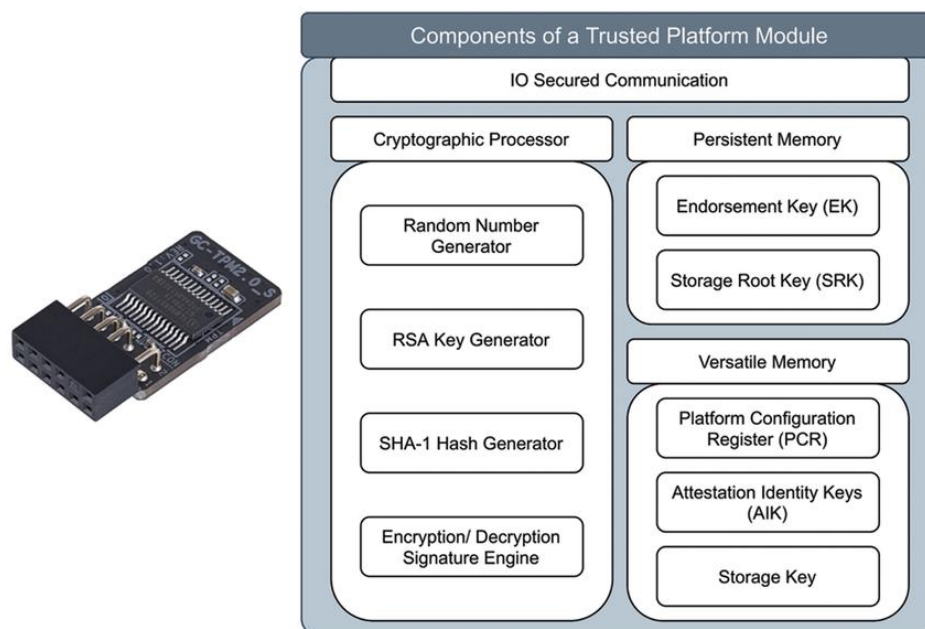 Components of a Trusted Platform Module
IO Secured Communication
Cryptographic Processor
Random Number
Generator
RSA Key Generator
SHA-1 Hash Generator
Encryption/ Decryption
Signature Engine
Persistent Memory
Endorsement Key (EK)
Storage Root Key (SRK)
Versatile Memory
Platform Configuration
Register (PCR)
Attestation Identity Keys
(AIK)
Storage Key
GC-TPM2.0_S